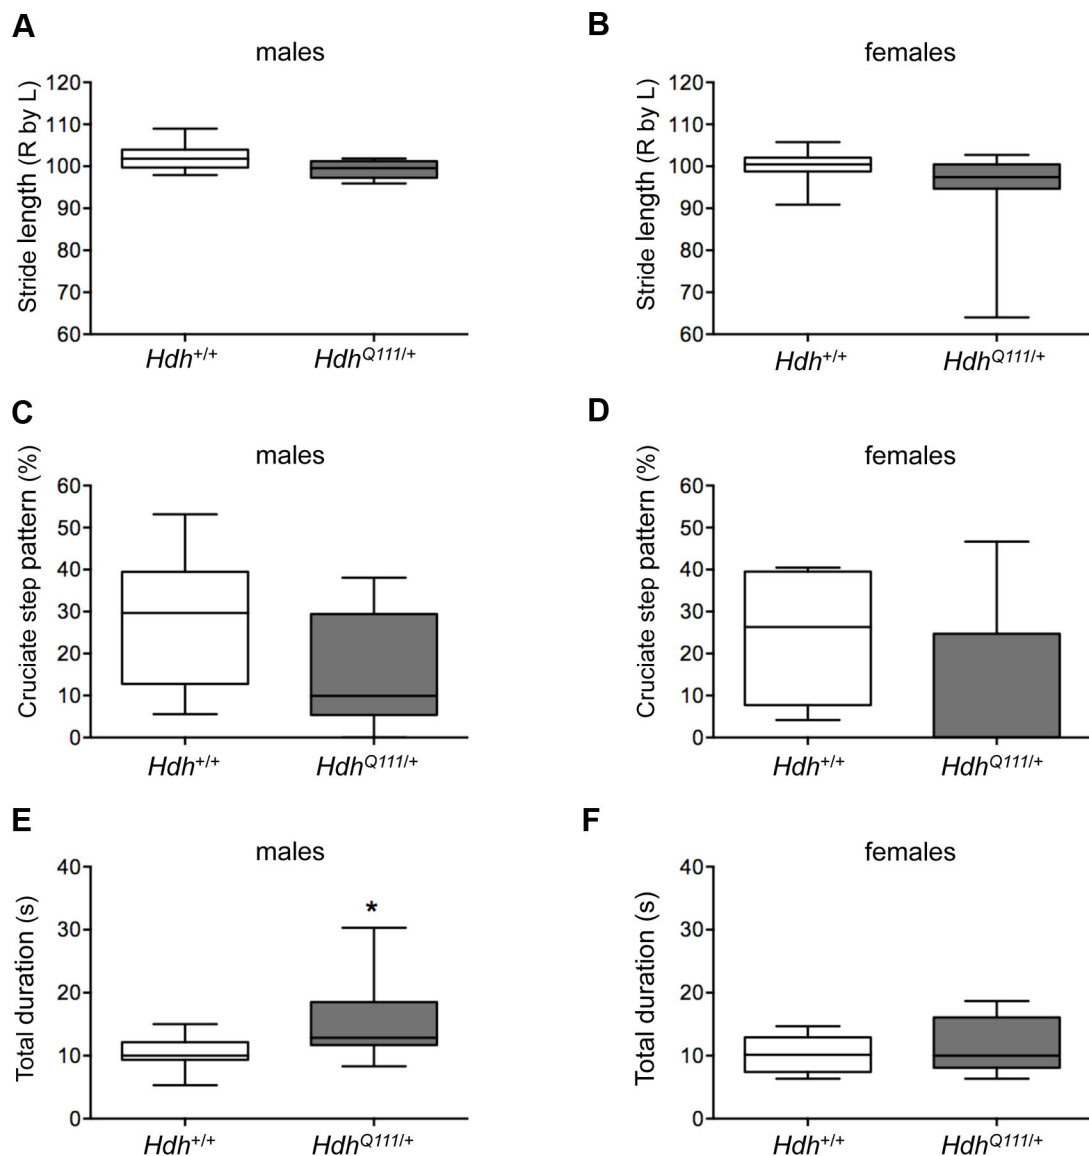 A
males
Stride length (R by L)
120
110
100
90
80
70
60
Hdh+/+
HdhQ111/+
B
females
Stride length (R by L)
120
110
100
90
80
70
60
Hdh+/+
HdhQ111/+
C
males
Cruciate step pattern (%)
60
50
40
30
20
10
0
Hdh+/+
HdhQ111/+
D
females
Cruciate step pattern (%)
60
50
40
30
20
10
0
Hdh+/+
HdhQ111/+
E
males
Total duration (s)
40
30
20
10
0
*
Hdh+/+
HdhQ111/+
F
females
Total duration (s)
40
30
20
10
0
Hdh+/+
HdhQ111/+